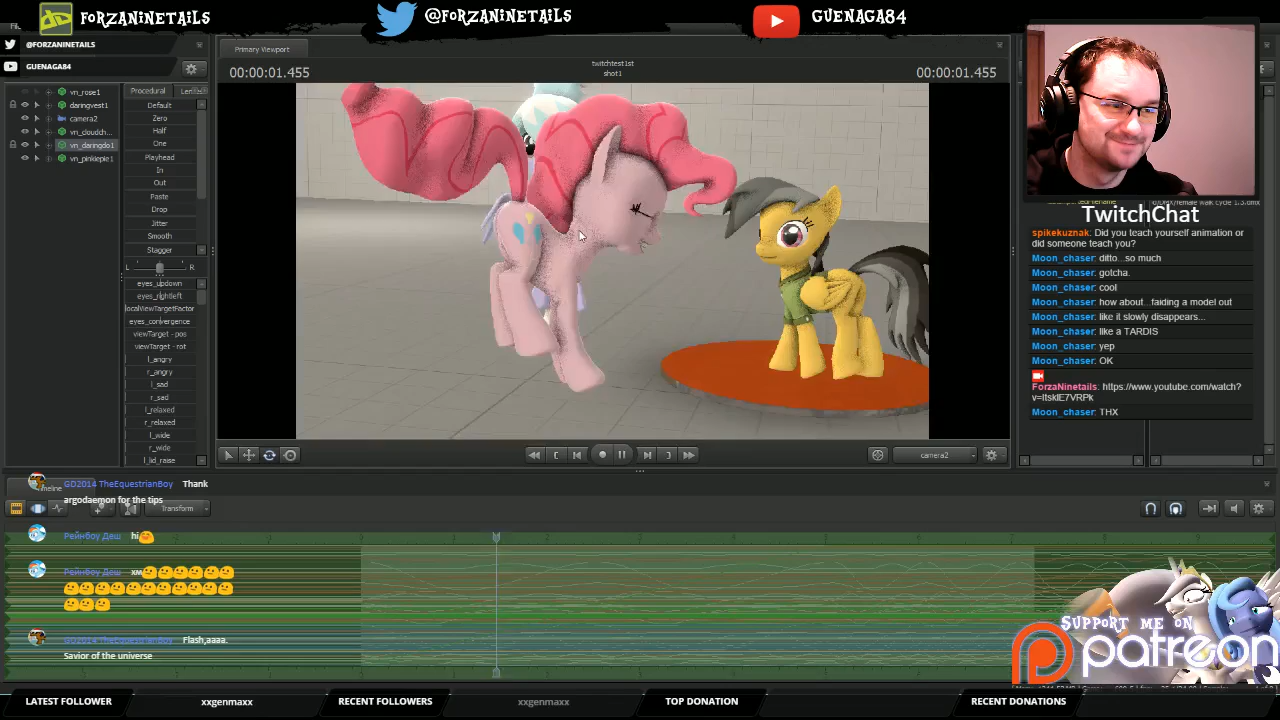 FORZANINETAILS
@FORZANINETAILS
GUENAGA84
@FORZANINETAILS
GUENAGA84
Primary Viewport
00:00:01.455
twitchtest1st
shot1
00:00:01.455
vn_rose1
daringvest1
camera2
vn_cloudch...
vn_daringdo1
vn_pinkiepie1
Procedural
Default
Zero
Half
One
Playhead
In
Out
Paste
Drop
Jitter
Smooth
Stagger
L
R
eyes_updown
eyes_rightleft
localViewTargetFactor
eyes_convergence
viewTarget - pos
viewTarget - rot
l_angry
r_angry
l_sad
r_sad
l_relaxed
r_relaxed
l_wide
r_wide
l_lid_raise
camera2
TwitchChat
spikekuznak: Did you teach yourself animation or
did someone teach you?
Moon_chaser: ditto...so much
Moon_chaser: gotcha.
Moon_chaser: cool
Moon_chaser: how about...faiding a model out
Moon_chaser: like it slowly disappears...
Moon_chaser: like a TARDIS
Moon_chaser: yep
Moon_chaser: OK
ForzaNinetails: https://www.youtube.com/watch?
Moon_chaser: THX
GD2014 TheEquestrianBoy Thank
argodaemon for the tips
Transform
Рейнбоу Деш hi
Рейнбоу Деш хм
GD2014 TheEquestrianBoy Flash,aaaa.
Savior of the universe
SUPPORT ME ON
patreon
LATEST FOLLOWER
xxgenmaxx
RECENT FOLLOWERS
xxgenmaxx
TOP DONATION
RECENT DONATIONS